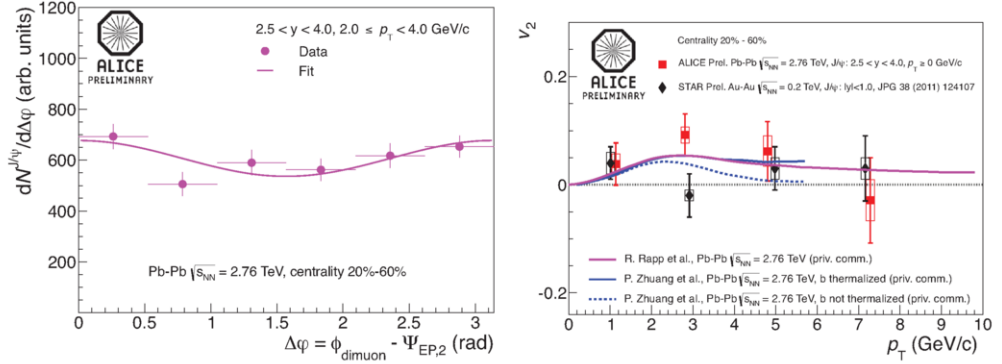 1200
1000
800
600
400
200
0
0.5
1
1.5
2
2.5
3
dN^J/ψ/dΔφ (arb. units)
ALICE
PRELIMINARY
2.5 < y < 4.0, 2.0 ≤ p_T < 4.0 GeV/c
Data
Fit
Pb-Pb √s_NN = 2.76 TeV, centrality 20%-60%
Δφ = ϕ_dimuon - Ψ_EP,2 (rad)
v_2
0.2
0
-0.2
ALICE
PRELIMINARY
Centrality 20% - 60%
ALICE Prel. Pb-Pb √s_NN = 2.76 TeV, J/ψ: 2.5 < y < 4.0, p_T ≥ 0 GeV/c
STAR Prel. Au-Au √s_NN = 0.2 TeV, J/ψ: lyl<1.0, JPG 38 (2011) 124107
R. Rapp et al., Pb-Pb √s_NN = 2.76 TeV (priv. comm.)
P. Zhuang et al., Pb-Pb √s_NN = 2.76 TeV, b thermalized (priv. comm.)
P. Zhuang et al., Pb-Pb √s_NN = 2.76 TeV, b not thermalized (priv. comm.)
0
1
2
3
4
5
6
7
8
9
10
p_T (GeV/c)